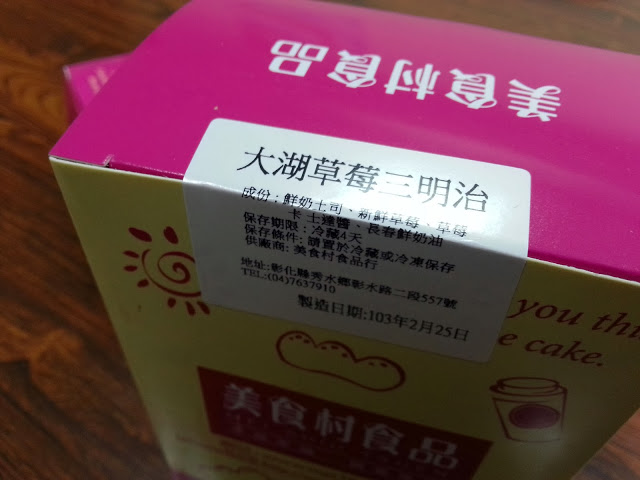 美食村食品
大湖草莓三明治
成份:鮮奶土司、新鮮草莓、草莓
卡士達醬、長春鮮奶油
保存期限:冷藏4天
保存條件:請置於冷藏或冷凍保存
供廠商:美食村食品行
地址:彰化縣秀水鄉彰水路二段557號
TEL:(04)7637910
製造日期:103年2月25日
you thi
e cake.
美食村食品